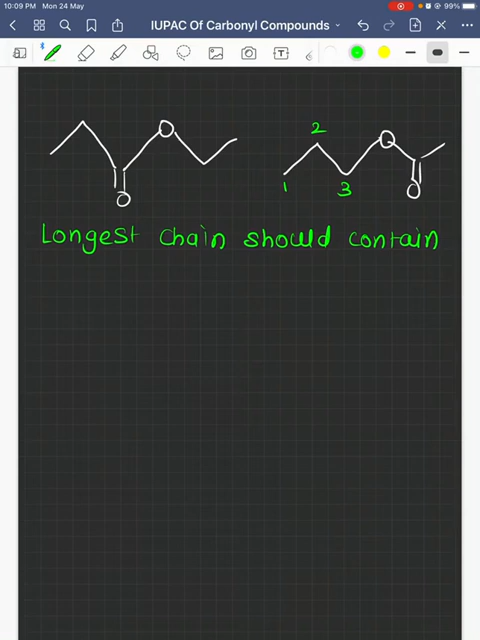 10:09 PM Mon 24 May 99%
IUPAC Of Carbonyl Compounds
T
O O
O O
2
1 3
Longest chain should contain